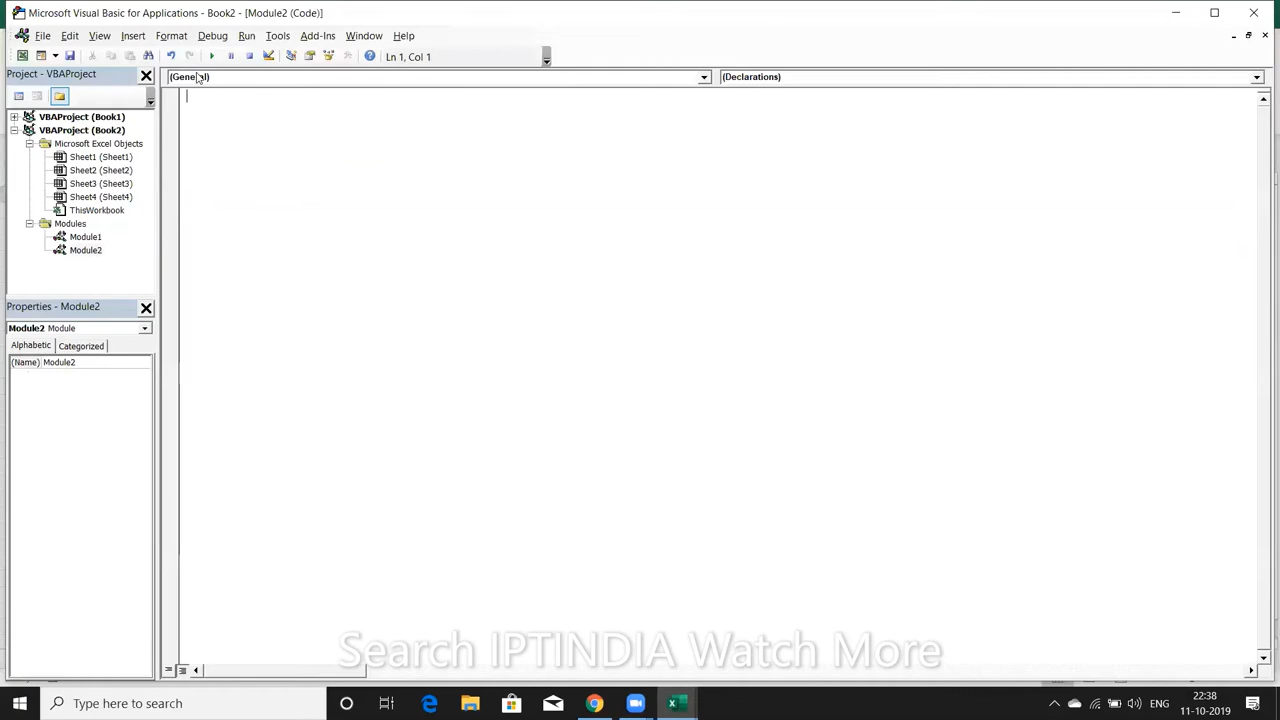 Microsoft Visual Basic for Applications - Book2 - [Module2 (Code)]
File Edit View Insert Format Debug Run Tools Add-Ins Window Help
Ln 1, Col 1
Project - VBAProject
(General)
(Declarations)
VBAProject (Book1)
VBAProject (Book2)
Microsoft Excel Objects
Sheet1 (Sheet1)
Sheet2 (Sheet2)
Sheet3 (Sheet3)
Sheet4 (Sheet4)
ThisWorkbook
Modules
Module1
Module2
Properties - Module2
Module2 Module
Alphabetic Categorized
(Name) Module2
Search IPTINDIA Watch More
Type here to search
ENG
22:38
11-10-2019